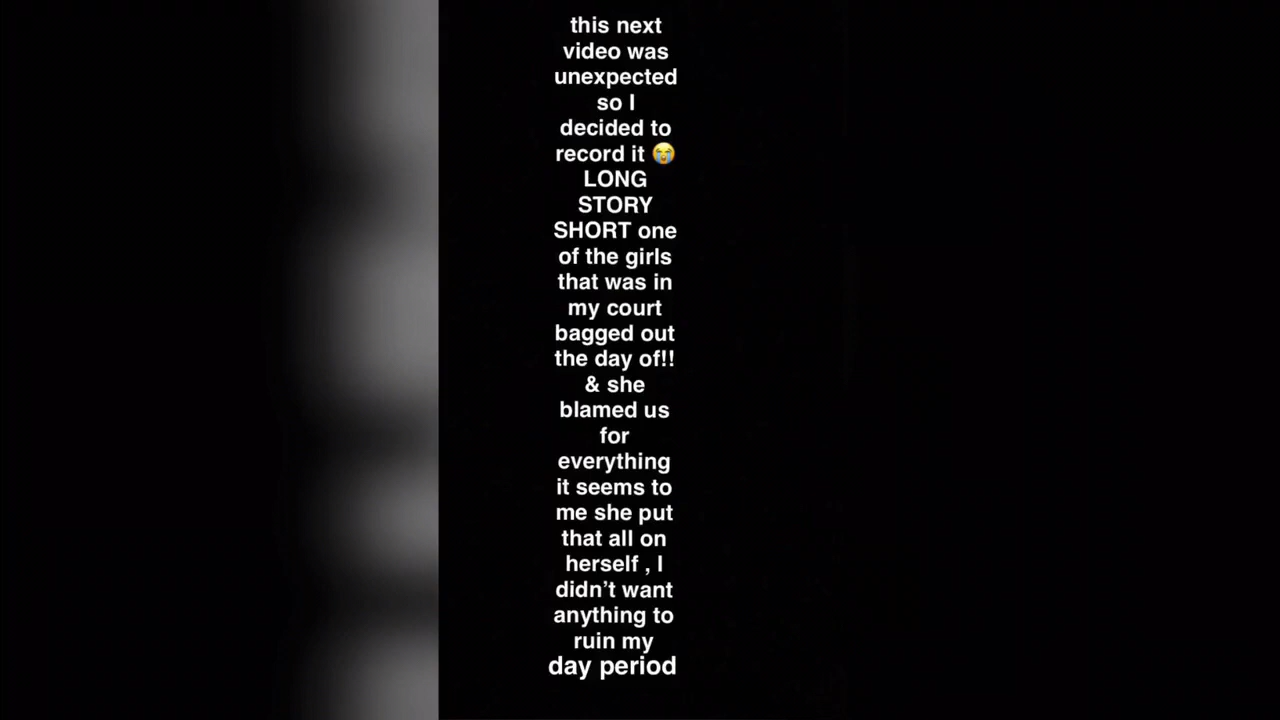 this next
video was
unexpected
so I
decided to
record it 😭
LONG
STORY
SHORT one
of the girls
that was in
my court
bagged out
the day of!!
& she
blamed us
for
everything
it seems to
me she put
that all on
herself , I
didn’t want
anything to
ruin my
day period